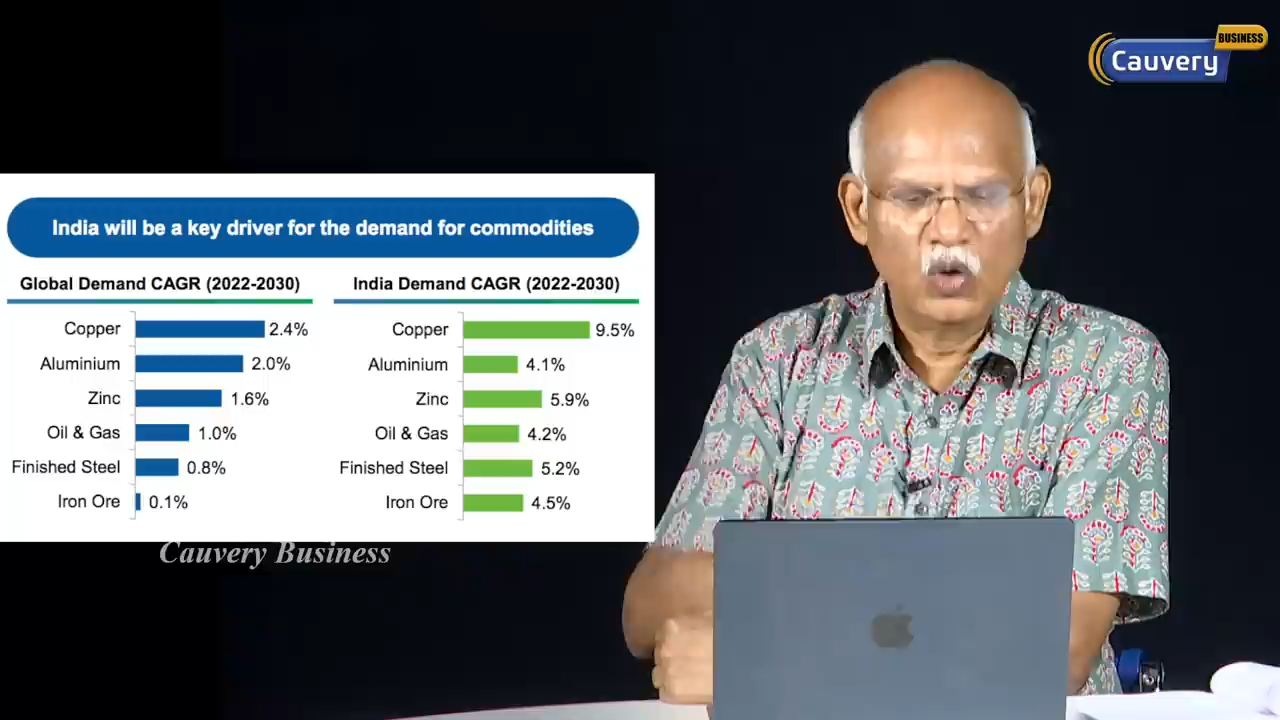 BUSINESS
Cauvery
India will be a key driver for the demand for commodities
Global Demand CAGR (2022-2030)
Copper 2.4%
Aluminium 2.0%
Zinc 1.6%
Oil & Gas 1.0%
Finished Steel 0.8%
Iron Ore 0.1%
India Demand CAGR (2022-2030)
Copper 9.5%
Aluminium 4.1%
Zinc 5.9%
Oil & Gas 4.2%
Finished Steel 5.2%
Iron Ore 4.5%
Cauvery Business